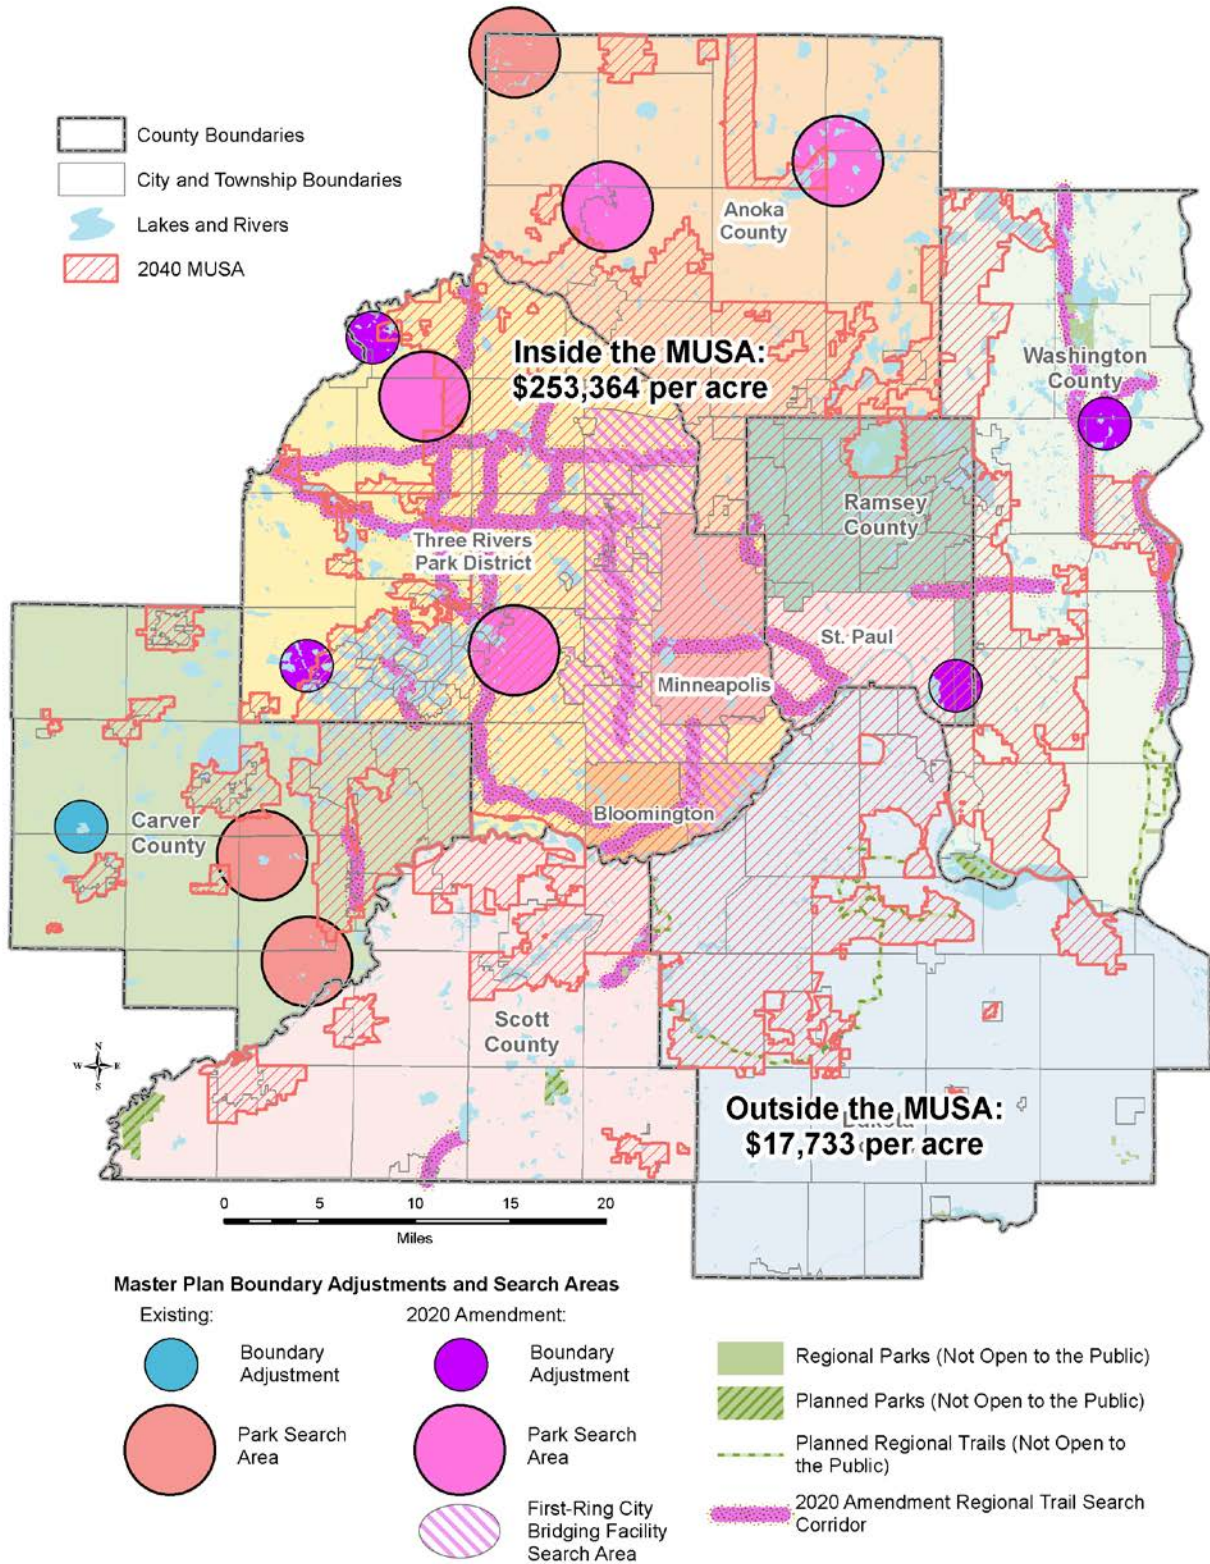 County Boundaries
City and Township Boundaries
Lakes and Rivers
2040 MUSA
Anoka
County
Inside the MUSA:
$253,364 per acre
Washington
County
Ramsey
County
Three Rivers
Park District
St. Paul
Minneapolis
Carver
County
Bloomington
Scott
County
N
W
E
S
Outside the MUSA:
$17,733 per acre
0
5
10
15
20
Miles
Master Plan Boundary Adjustments and Search Areas
Existing:
2020 Amendment:
Boundary
Adjustment
Boundary
Adjustment
Park Search
Area
Park Search
Area
First-Ring City
Bridging Facility
Search Area
Regional Parks (Not Open to the Public)
Planned Parks (Not Open to the Public)
Planned Regional Trails (Not Open to
the Public)
2020 Amendment Regional Trail Search
Corridor